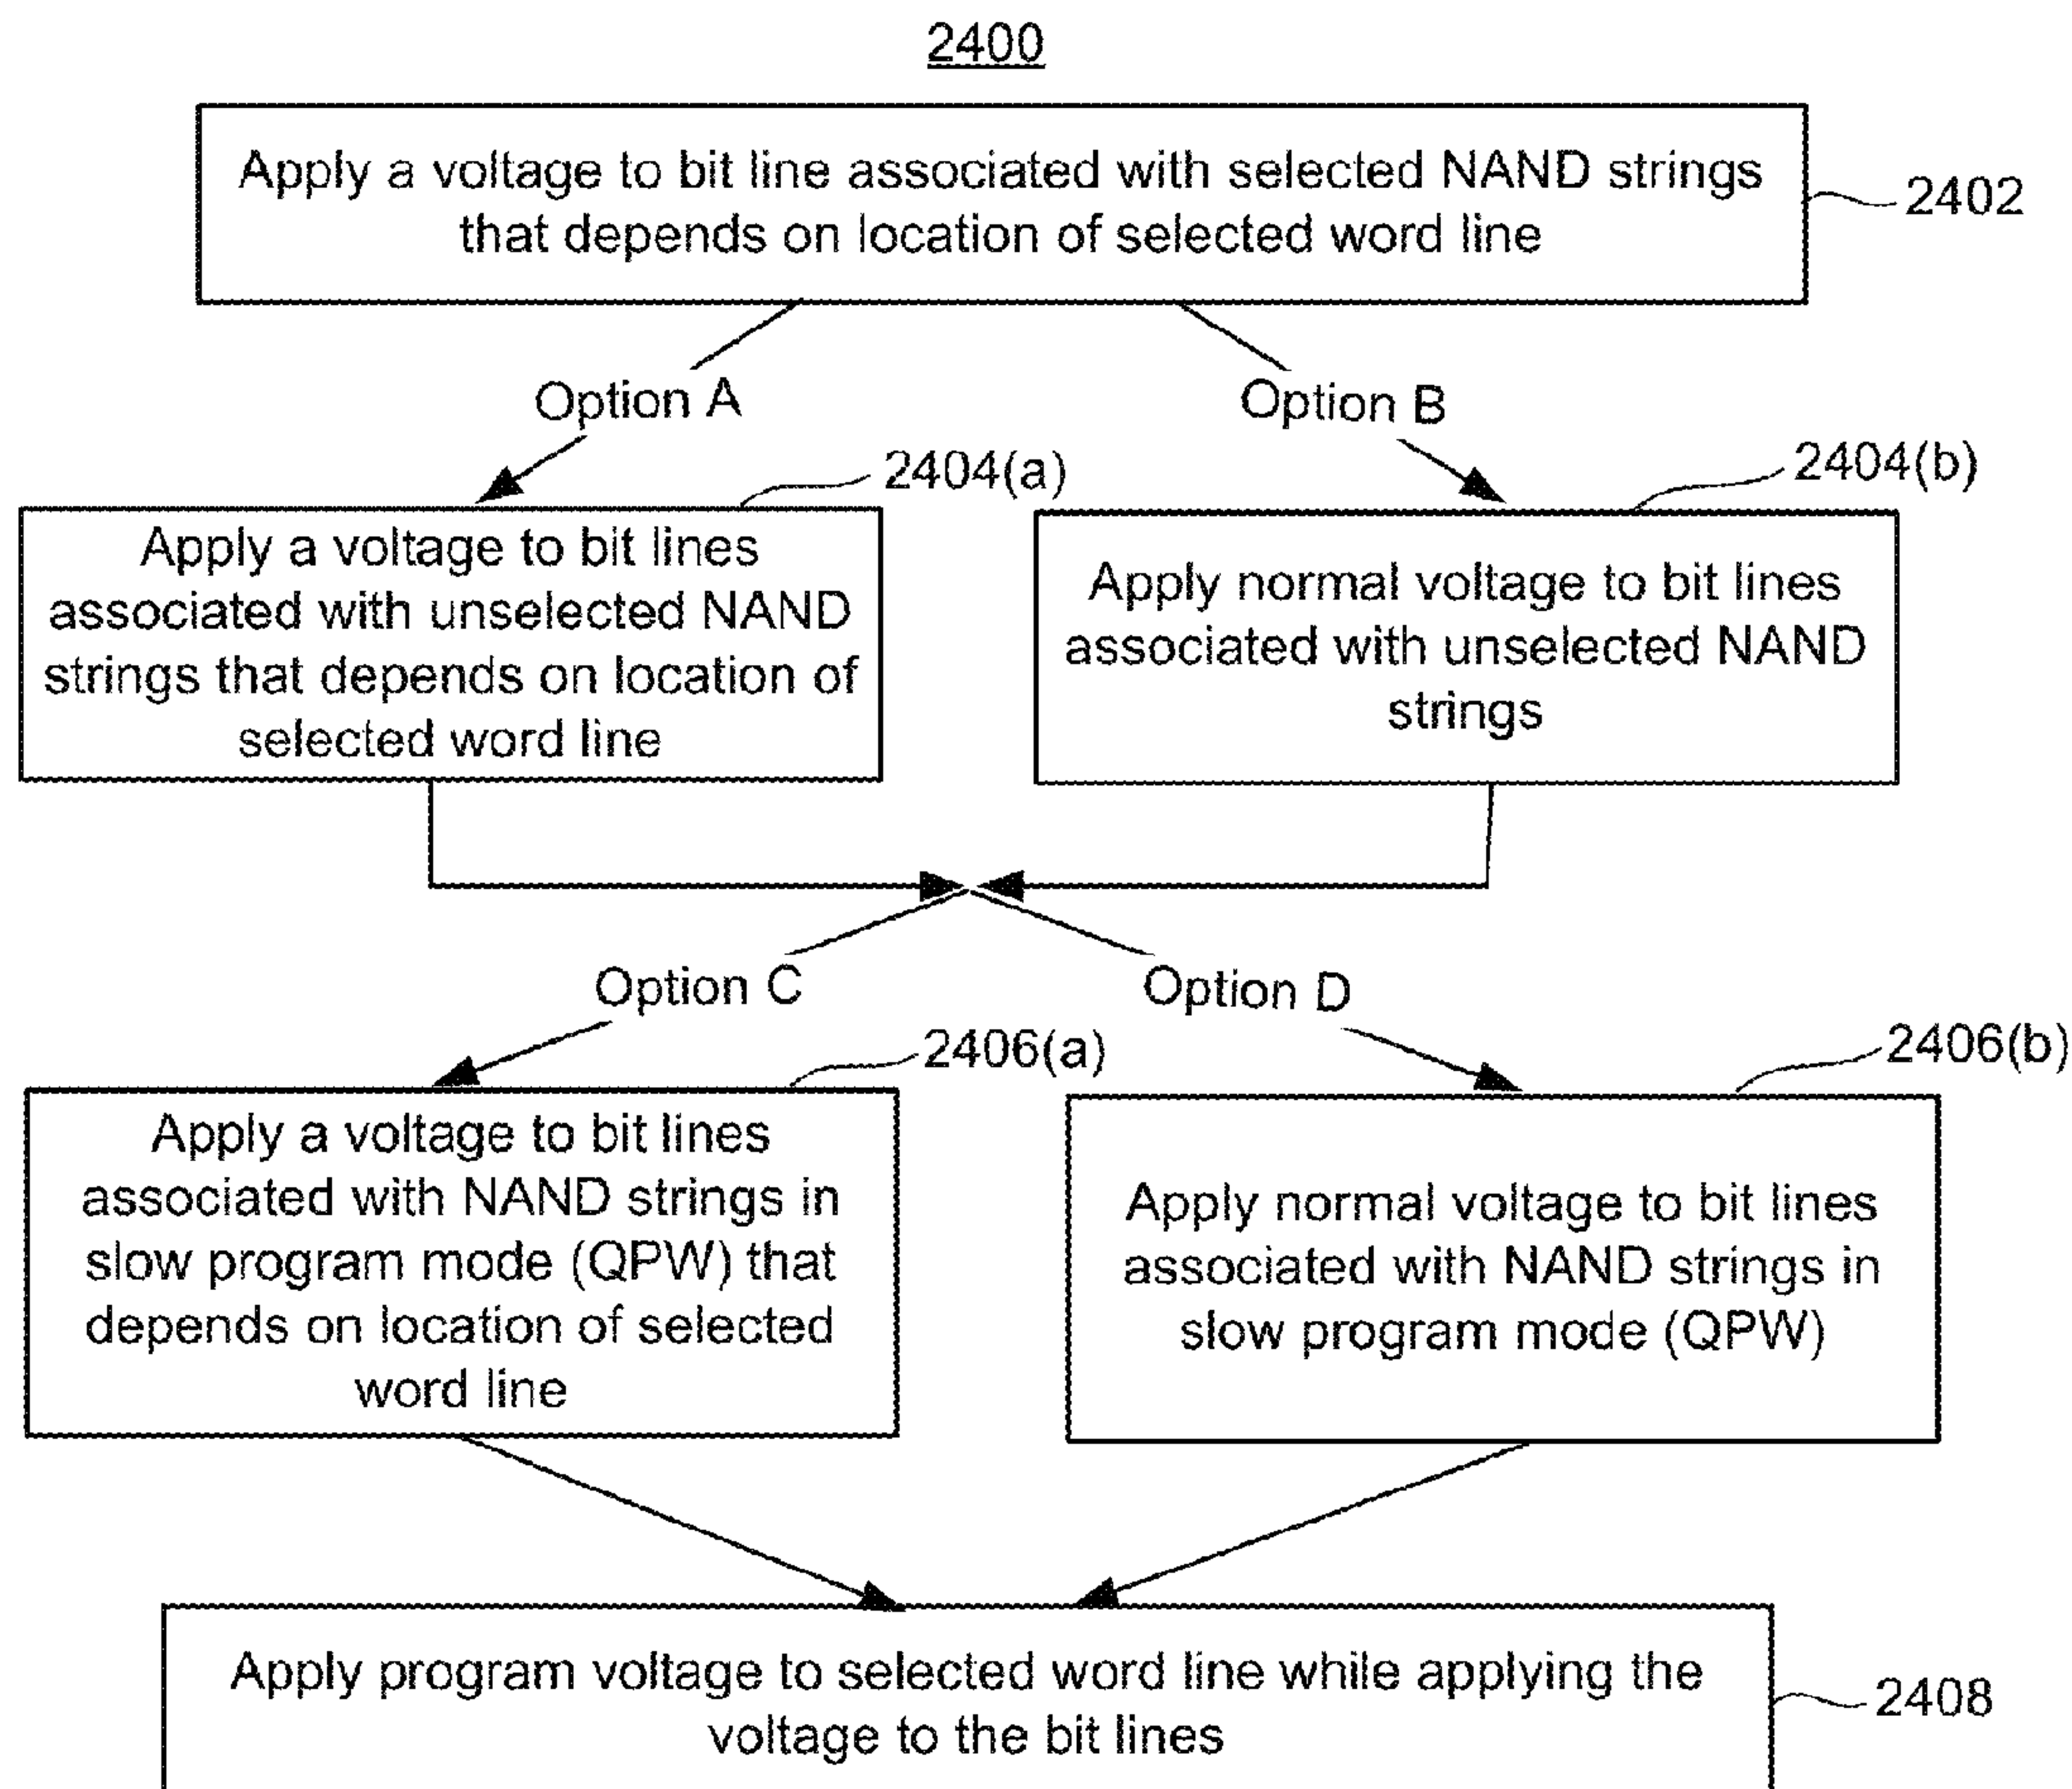 2400
Apply a voltage to bit line associated with selected NAND strings
that depends on location of selected word line
2402
Option A
Option B
2404(a)
2404(b)
Apply a voltage to bit lines
associated with unselected NAND
strings that depends on location of
selected word line
Apply normal voltage to bit lines
associated with unselected NAND
strings
Option C
Option D
2406(a)
2406(b)
Apply a voltage to bit lines
associated with NAND strings in
slow program mode (QPW) that
depends on location of selected
word line
Apply normal voltage to bit lines
associated with NAND strings in
slow program mode (QPW)
Apply program voltage to selected word line while applying the
voltage to the bit lines
2408